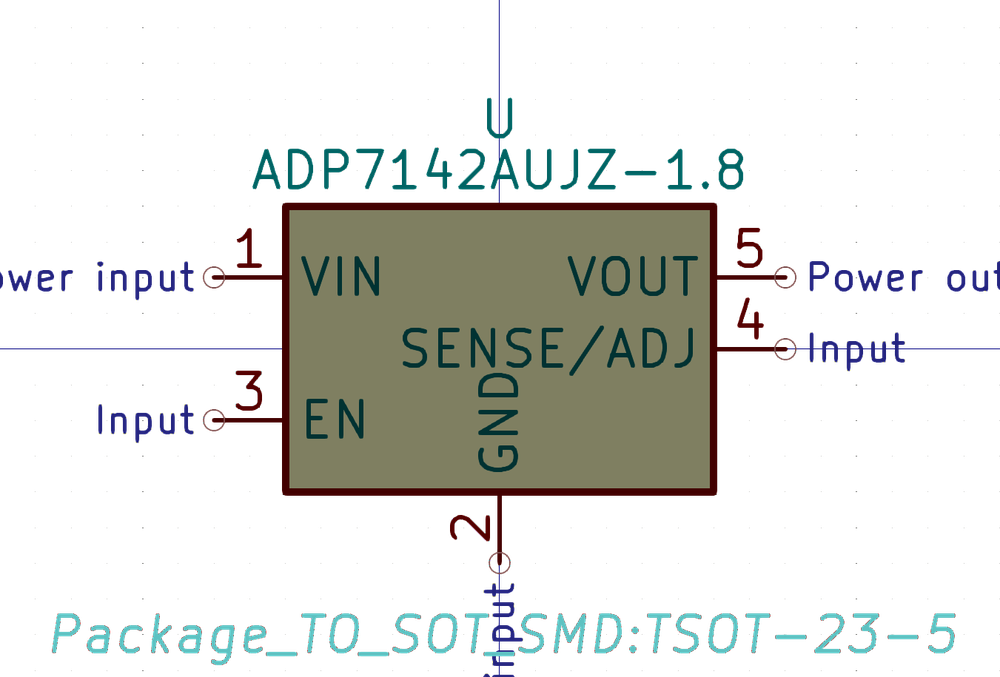 U
ADP7142AUJZ-1.8
1
5
ower input
VIN
VOUT
Power out
4
SENSE/ADJ
Input
3
Input
EN
GND
2
input
Package_TO_SOT_SMD:TSOT-23-5